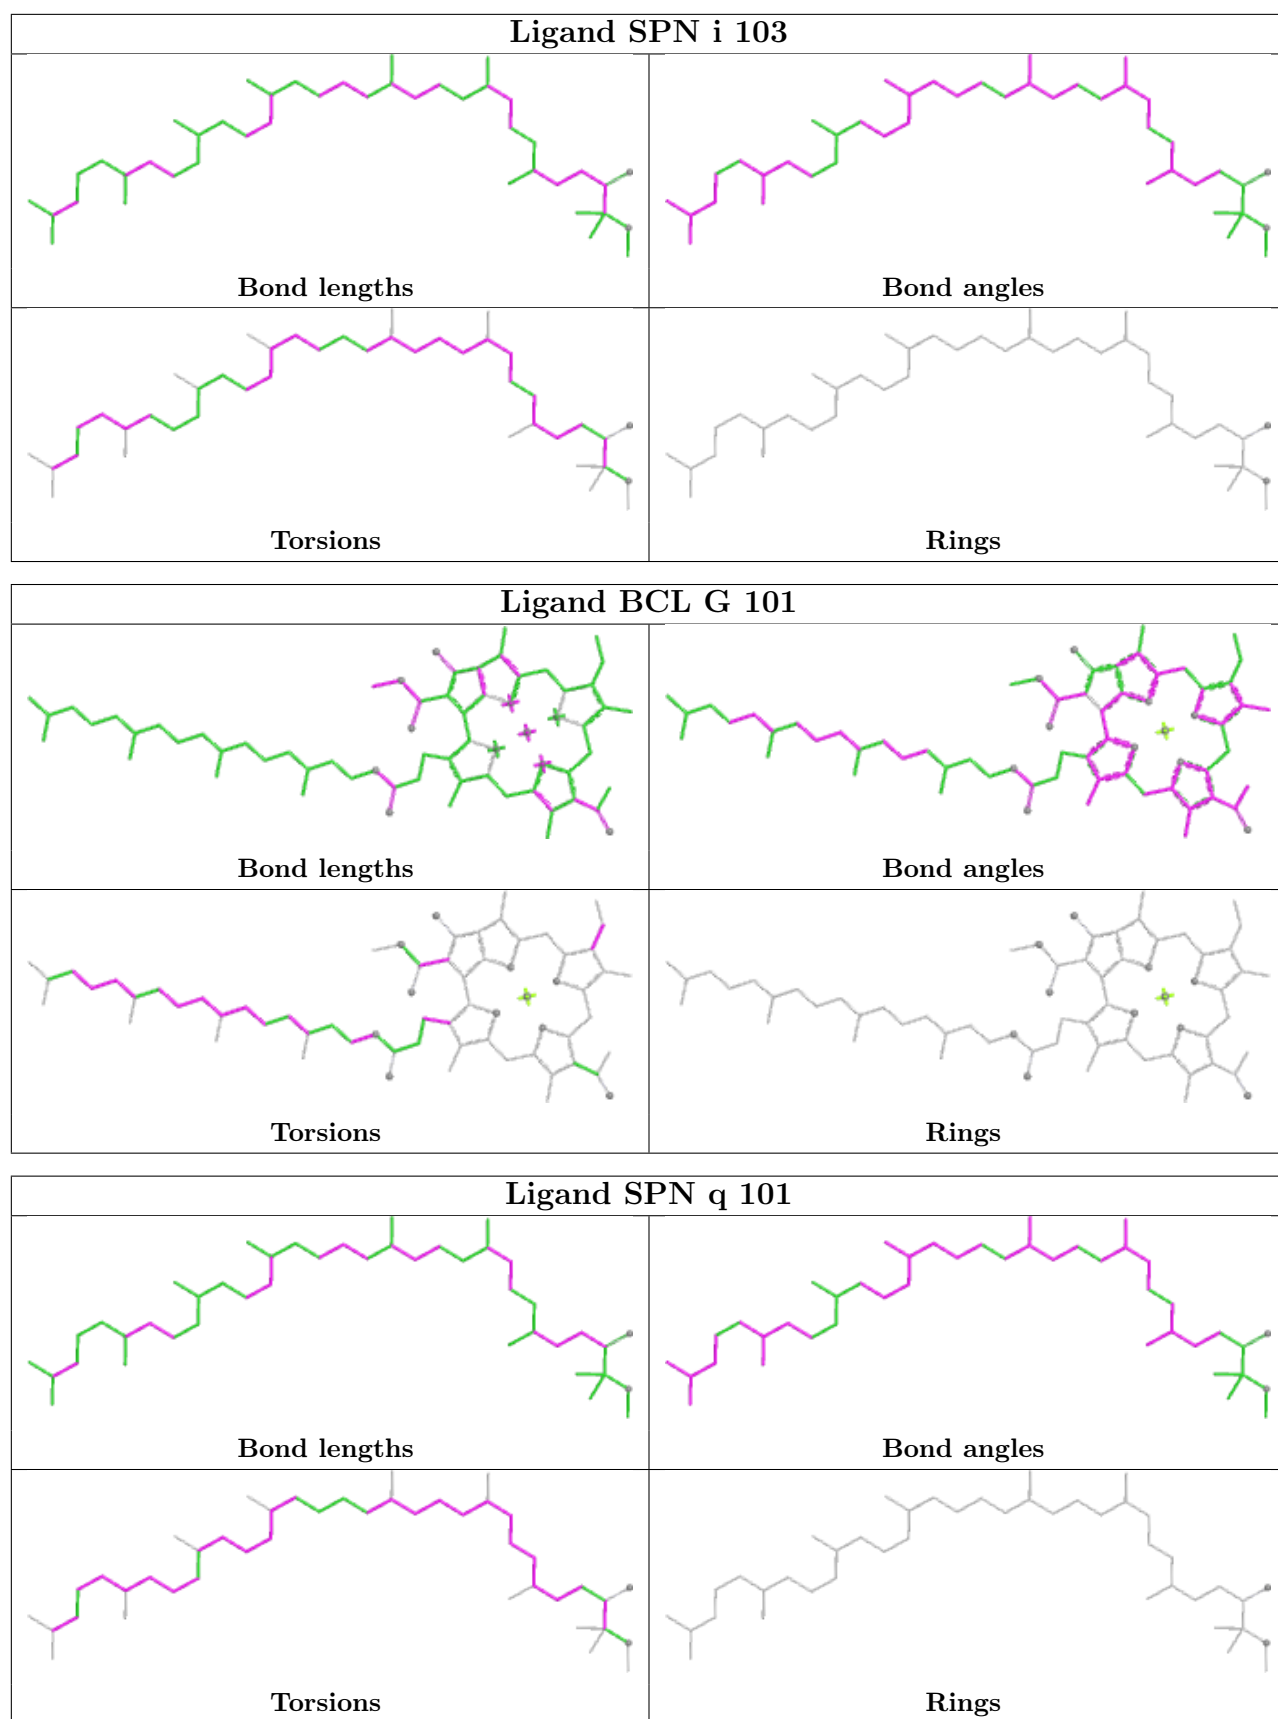 Ligand SPN i 103
Bond lengths
Bond angles
Torsions
Rings
Ligand BCL G 101
Bond lengths
Bond angles
Torsions
Rings
Ligand SPN q 101
Bond lengths
Bond angles
Torsions
Rings